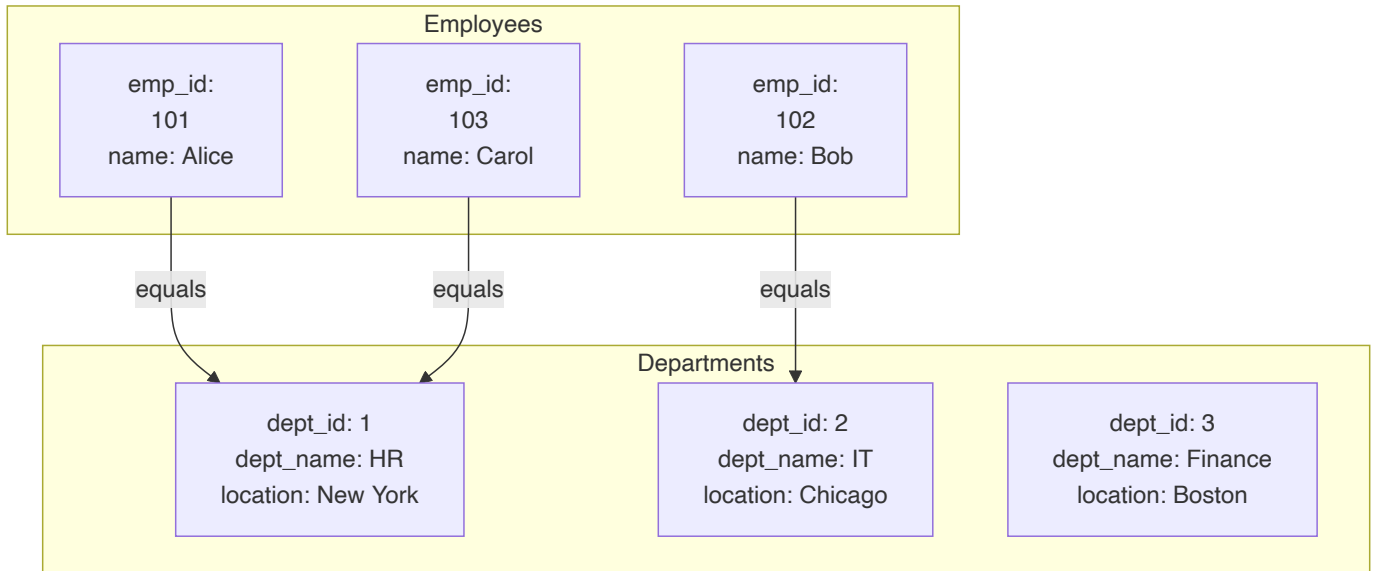 Employees
emp_id:
101
name: Alice
emp_id:
103
name: Carol
emp_id:
102
name: Bob
equals
equals
equals
Departments
dept_id: 1
dept_name: HR
location: New York
dept_id: 2
dept_name: IT
location: Chicago
dept_id: 3
dept_name: Finance
location: Boston